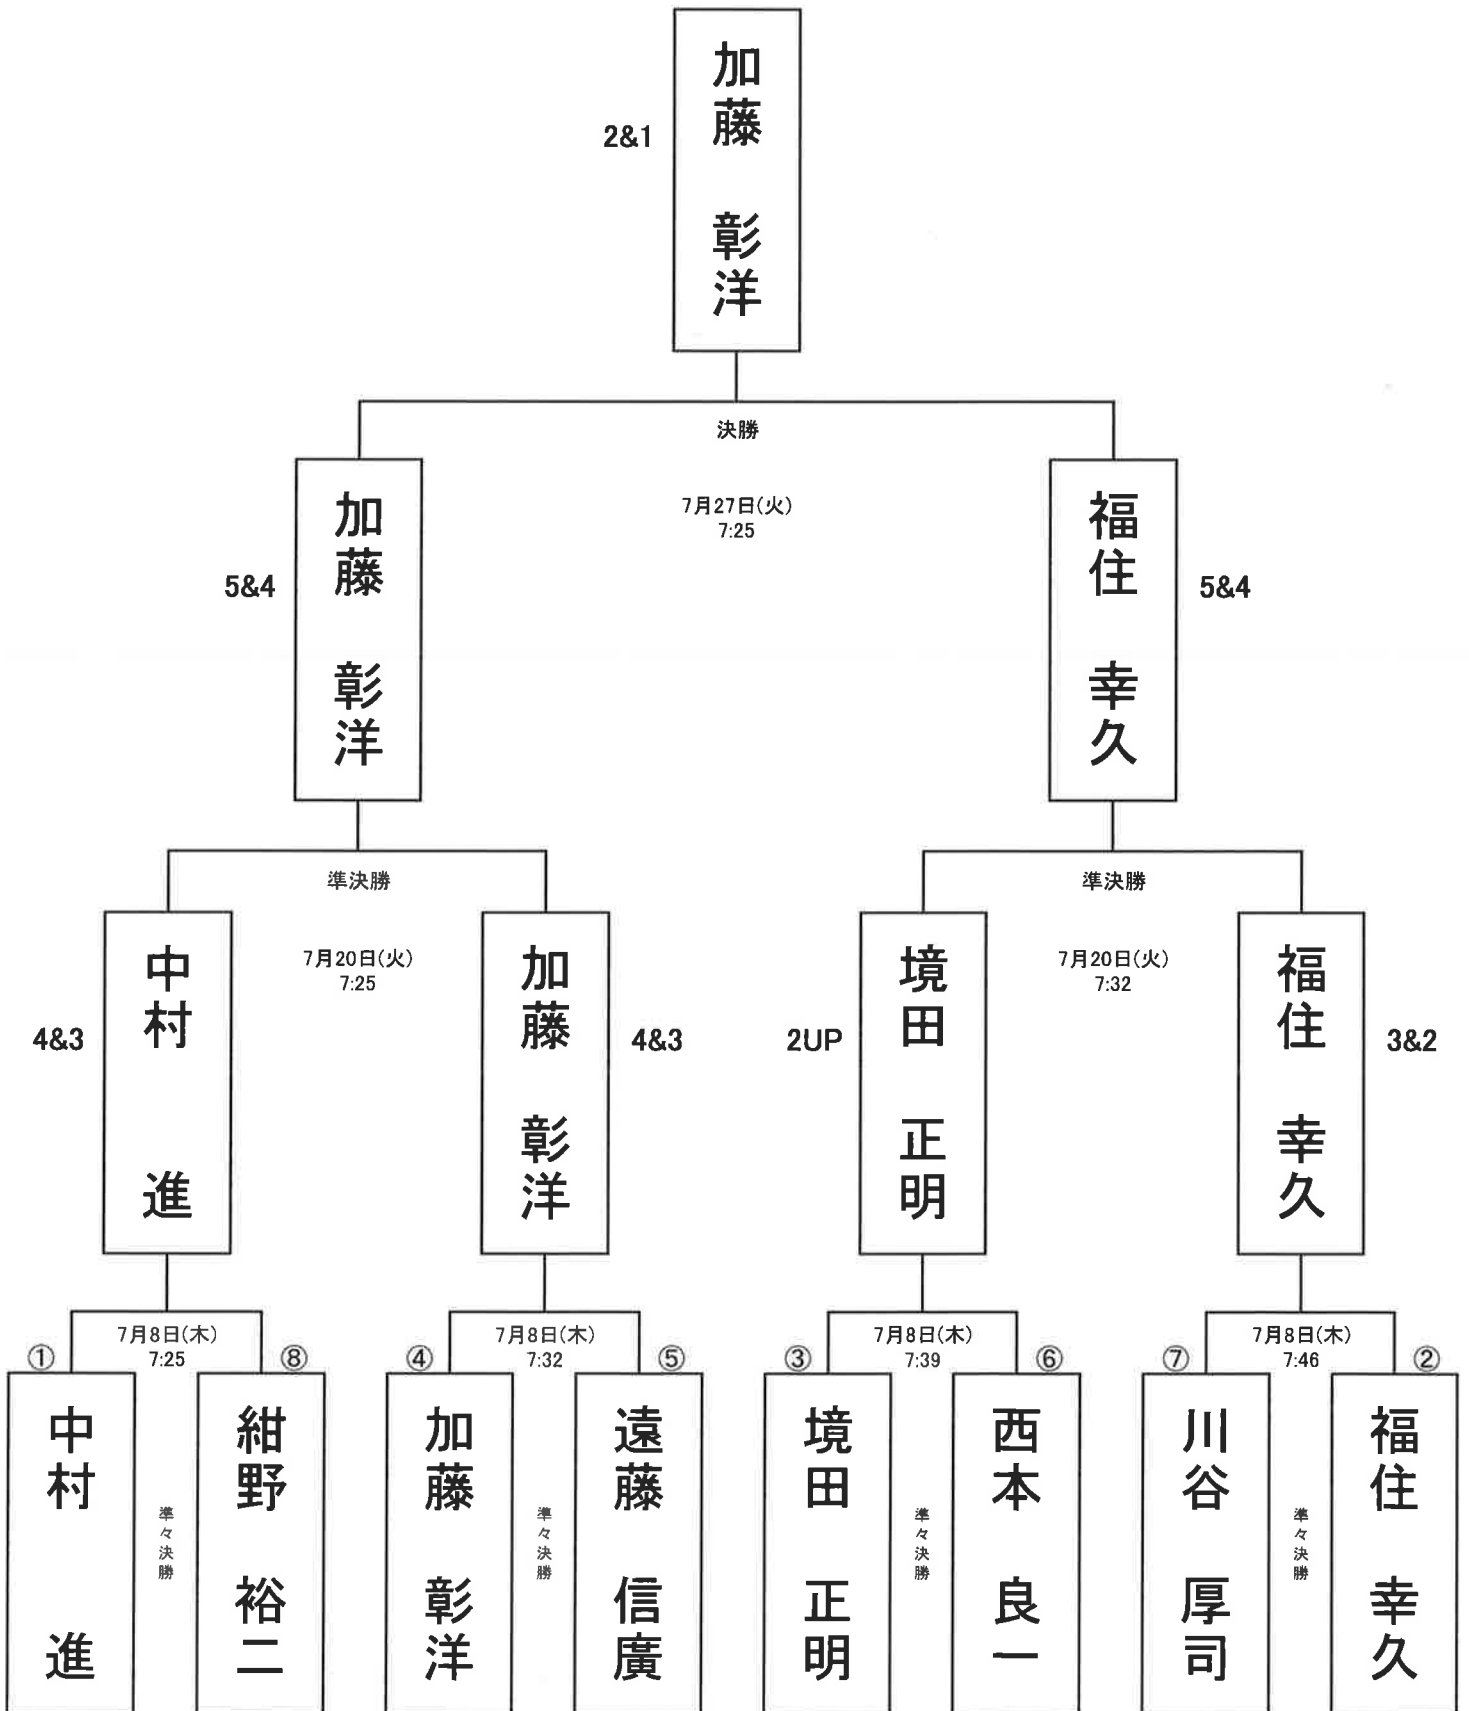 加藤 彰洋
2&1
決勝
7月27日(火)
7:25
加藤 彰洋
5&4
福住 幸久
5&4
準決勝
7月20日(火)
7:25
準決勝
7月20日(火)
7:32
中村 進
4&3
加藤 彰洋
4&3
境田 正明
2UP
福住 幸久
3&2
7月8日(木)
7:25
7月8日(木)
7:32
7月8日(木)
7:39
7月8日(木)
7:46
①
中村 進
準々決勝
⑧
紺野 裕二
④
加藤 彰洋
準々決勝
⑤
遠藤 信廣
③
境田 正明
準々決勝
⑥
西本 良一
⑦
川谷 厚司
準々決勝
②
福住 幸久